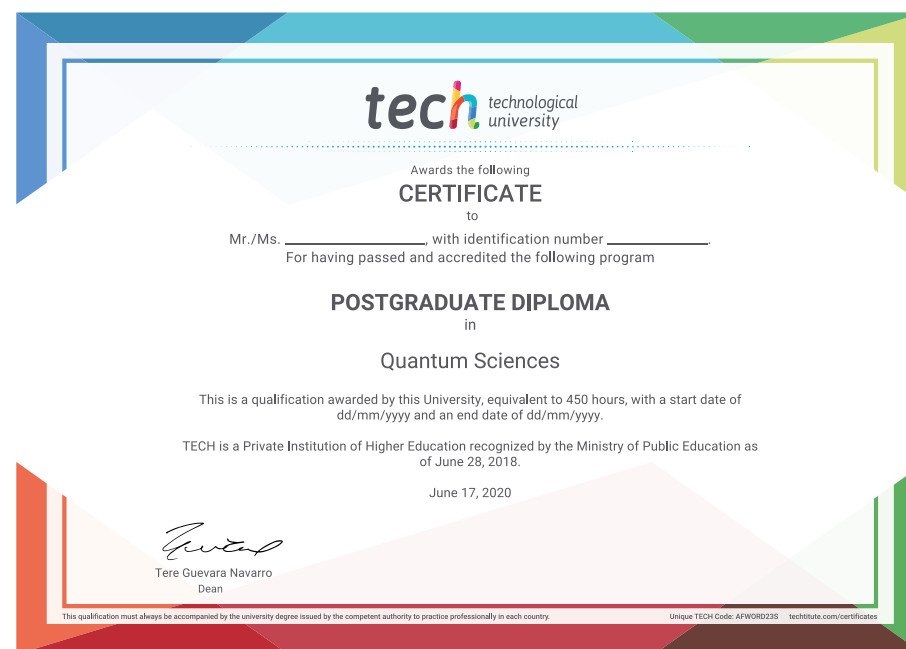 tech technological
university
Awards the following
CERTIFICATE
to
Mr./Ms. ____________________, with identification number ______________.
For having passed and accredited the following program
POSTGRADUATE DIPLOMA
in
Quantum Sciences
This is a qualification awarded by this University, equivalent to 450 hours, with a start date of
dd/mm/yyyy and an end date of dd/mm/yyyy.
TECH is a Private Institution of Higher Education recognized by the Ministry of Public Education as
of June 28, 2018.
June 17, 2020
Tere Guevara Navarro
Dean
This qualification must always be accompanied by the university degree issued by the competent authority to practice professionally in each country. Unique TECH Code: AFWORD23S techtitute.com/certificates